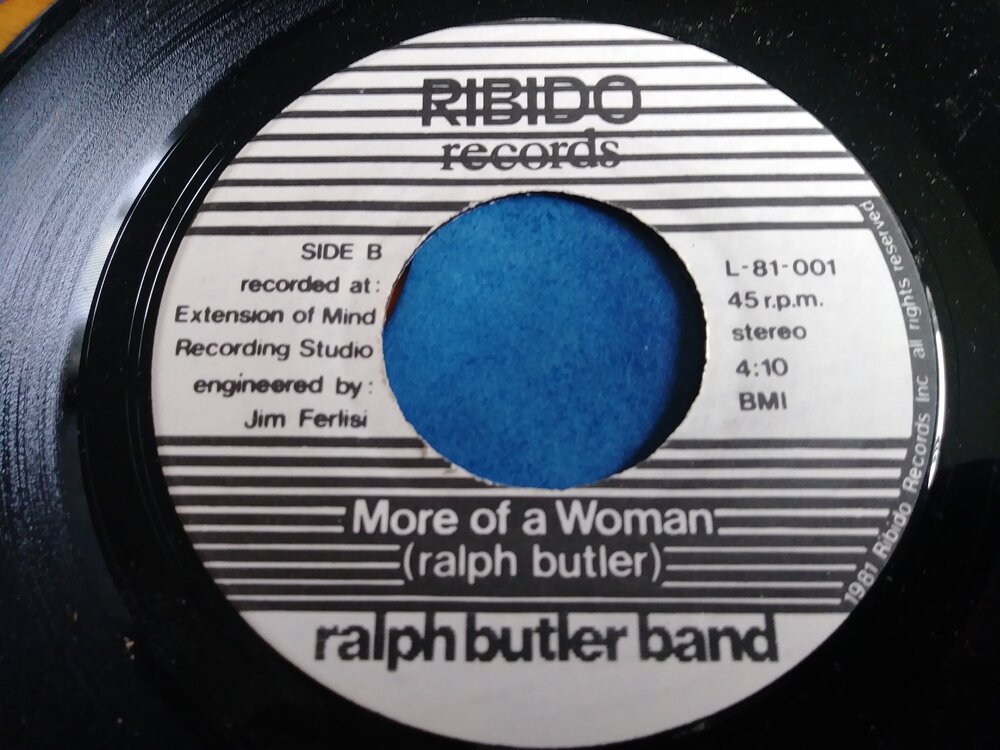 RIBIDO
records
SIDE B
recorded at:
Extension of Mind
Recording Studio
engineered by:
Jim Ferlisi
L-81-001
45 r.p.m.
stereo
4:10
BMI
More of a Woman
(ralph butler)
ralph butler band
1981 Ribido Records Inc all rights reserved